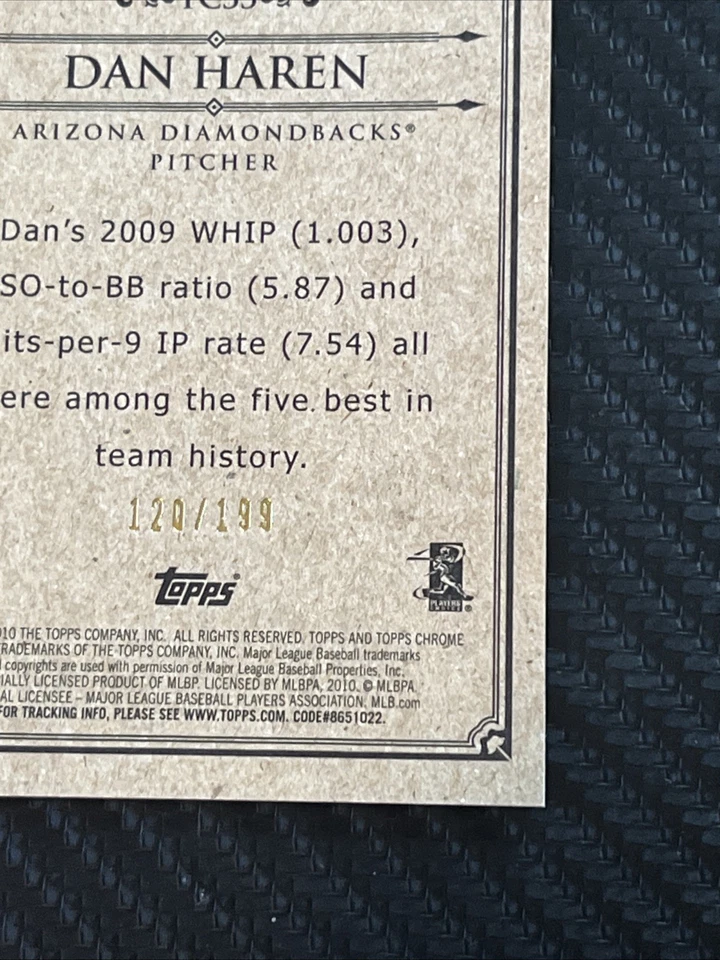 DAN HAREN
ARIZONA DIAMONDBACKS®
PITCHER
Dan's 2009 WHIP (1.003),
SO-to-BB ratio (5.87) and
its-per-9 IP rate (7.54) all
ere among the five best in
team history.
120/199
topps
PLAYERS
CHOICE
10 THE TOPPS COMPANY, INC. ALL RIGHTS RESERVED. TOPPS AND TOPPS CHROME
RADEMARKS OF THE TOPPS COMPANY, INC. Major League Baseball trademarks
copyrights are used with permission of Major League Baseball Properties, Inc.
IALLY LICENSED PRODUCT OF MLBP. LICENSED BY MLBPA, 2010. © MLBPA.
AL LICENSEE – MAJOR LEAGUE BASEBALL PLAYERS ASSOCIATION. MLB.com
FOR TRACKING INFO, PLEASE SEE WWW.TOPPS.COM. CODE#8651022.